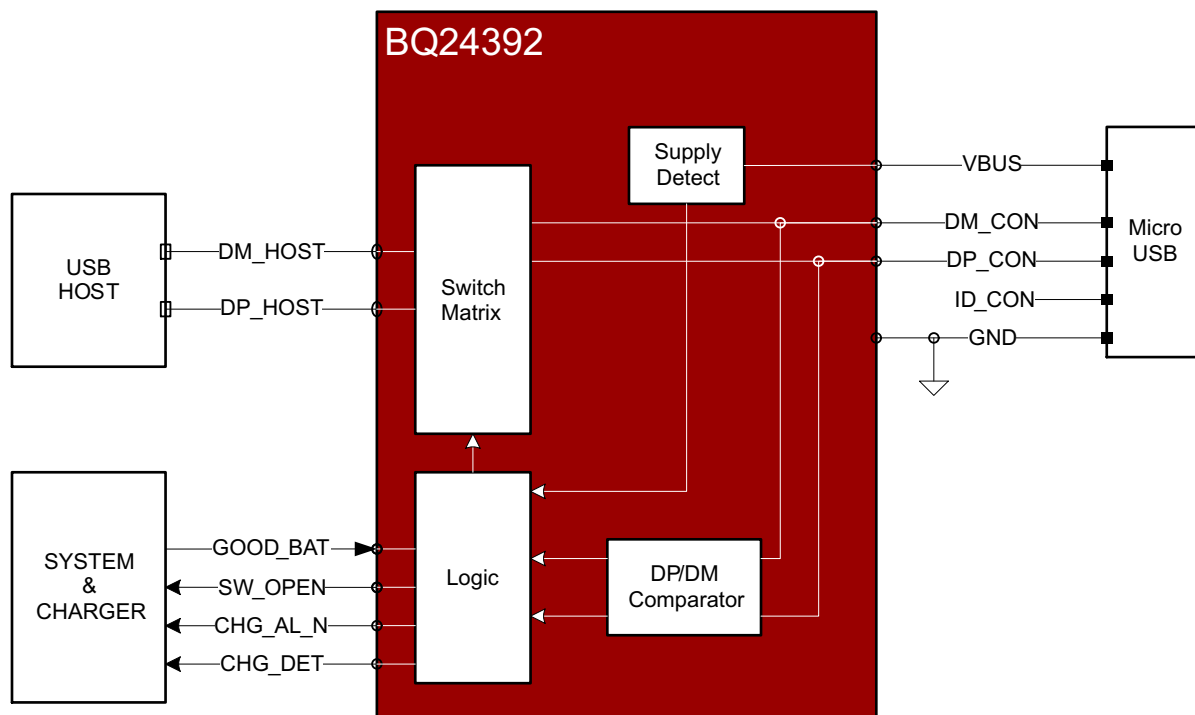 BQ24392
Supply
Detect
VBUS
DM_CON
DP_CON
ID_CON
GND
Micro
USB
USB
HOST
DM_HOST
DP_HOST
Switch
Matrix
SYSTEM
&
CHARGER
GOOD_BAT
SW_OPEN
CHG_AL_N
CHG_DET
Logic
DP/DM
Comparator